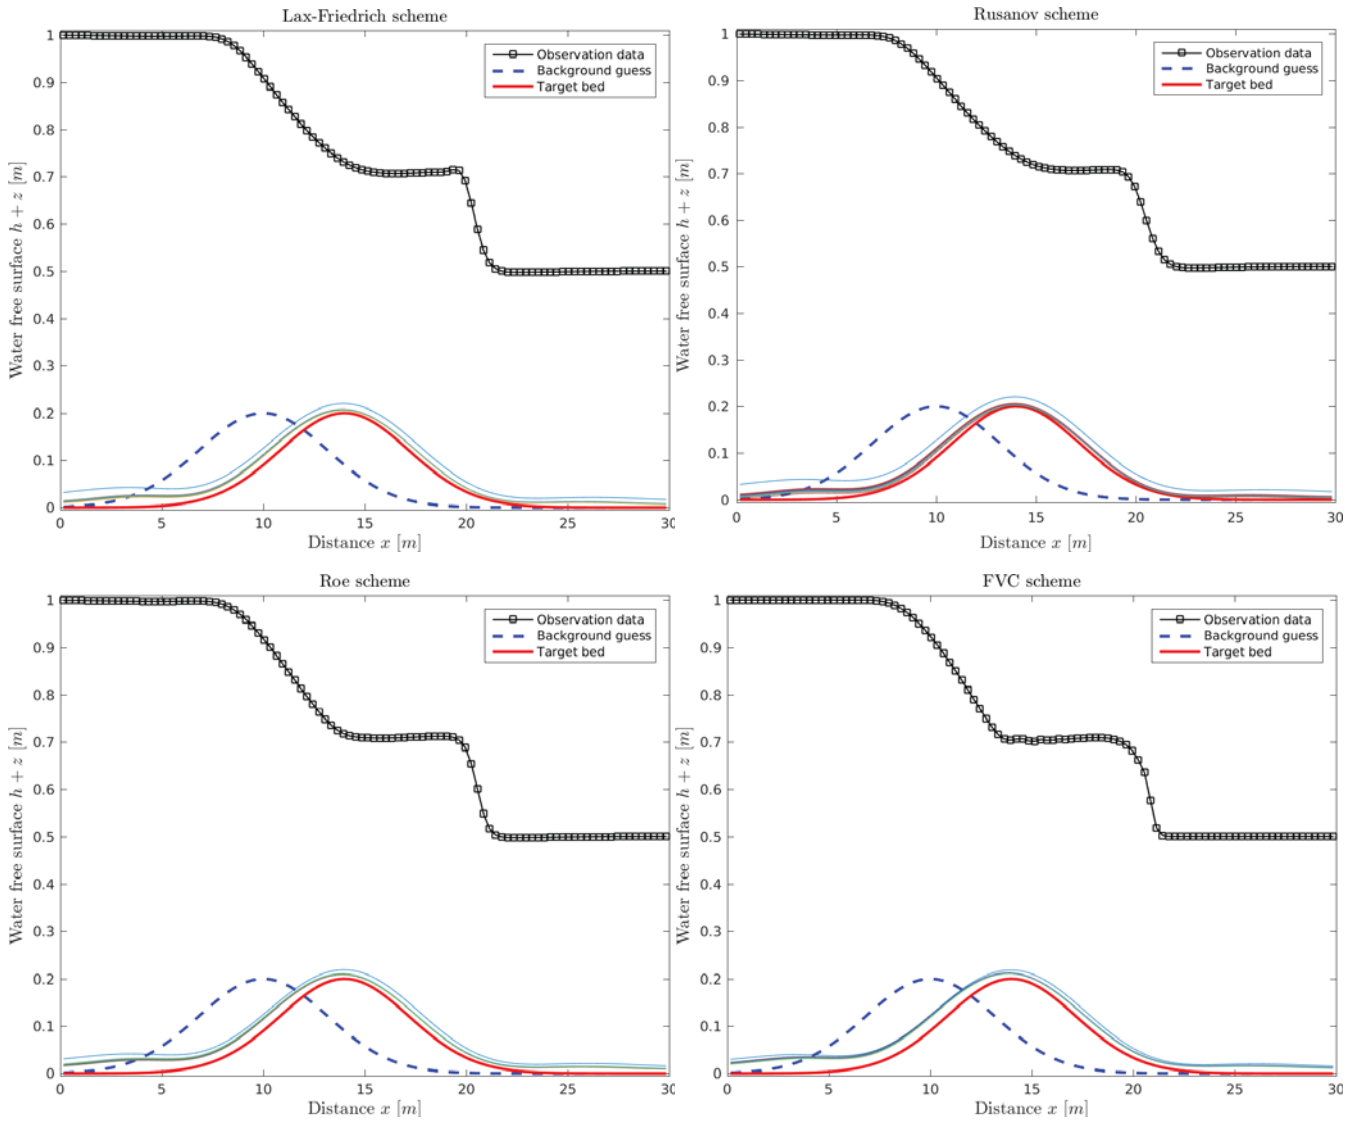 Lax-Friedrich scheme
Water free surface h + z [m]
1
0.9
0.8
0.7
0.6
0.5
0.4
0.3
0.2
0.1
0
Observation data
Background guess
Target bed
0 5 10 15 20 25 30
Distance x [m]
Rusanov scheme
Water free surface h + z [m]
1
0.9
0.8
0.7
0.6
0.5
0.4
0.3
0.2
0.1
0
Observation data
Background guess
Target bed
0 5 10 15 20 25 30
Distance x [m]
Roe scheme
Water free surface h + z [m]
1
0.9
0.8
0.7
0.6
0.5
0.4
0.3
0.2
0.1
0
Observation data
Background guess
Target bed
0 5 10 15 20 25 30
Distance x [m]
FVC scheme
Water free surface h + z [m]
1
0.9
0.8
0.7
0.6
0.5
0.4
0.3
0.2
0.1
0
Observation data
Background guess
Target bed
0 5 10 15 20 25 30
Distance x [m]